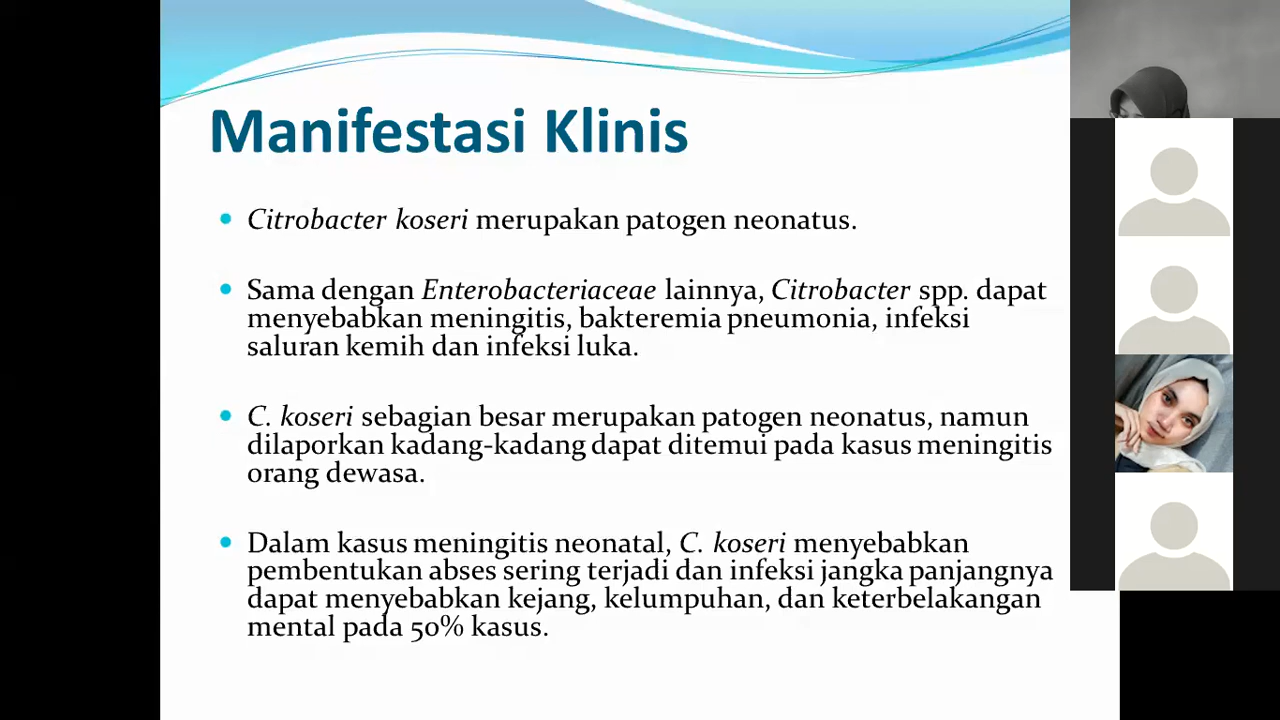 Manifestasi Klinis
Citrobacter koseri merupakan patogen neonatus.
Sama dengan Enterobacteriaceae lainnya, Citrobacter spp. dapat
menyebabkan meningitis, bakteremia pneumonia, infeksi
saluran kemih dan infeksi luka.
C. koseri sebagian besar merupakan patogen neonatus, namun
dilaporkan kadang-kadang dapat ditemui pada kasus meningitis
orang dewasa.
Dalam kasus meningitis neonatal, C. koseri menyebabkan
pembentukan abses sering terjadi dan infeksi jangka panjangnya
dapat menyebabkan kejang, kelumpuhan, dan keterbelakangan
mental pada 50% kasus.